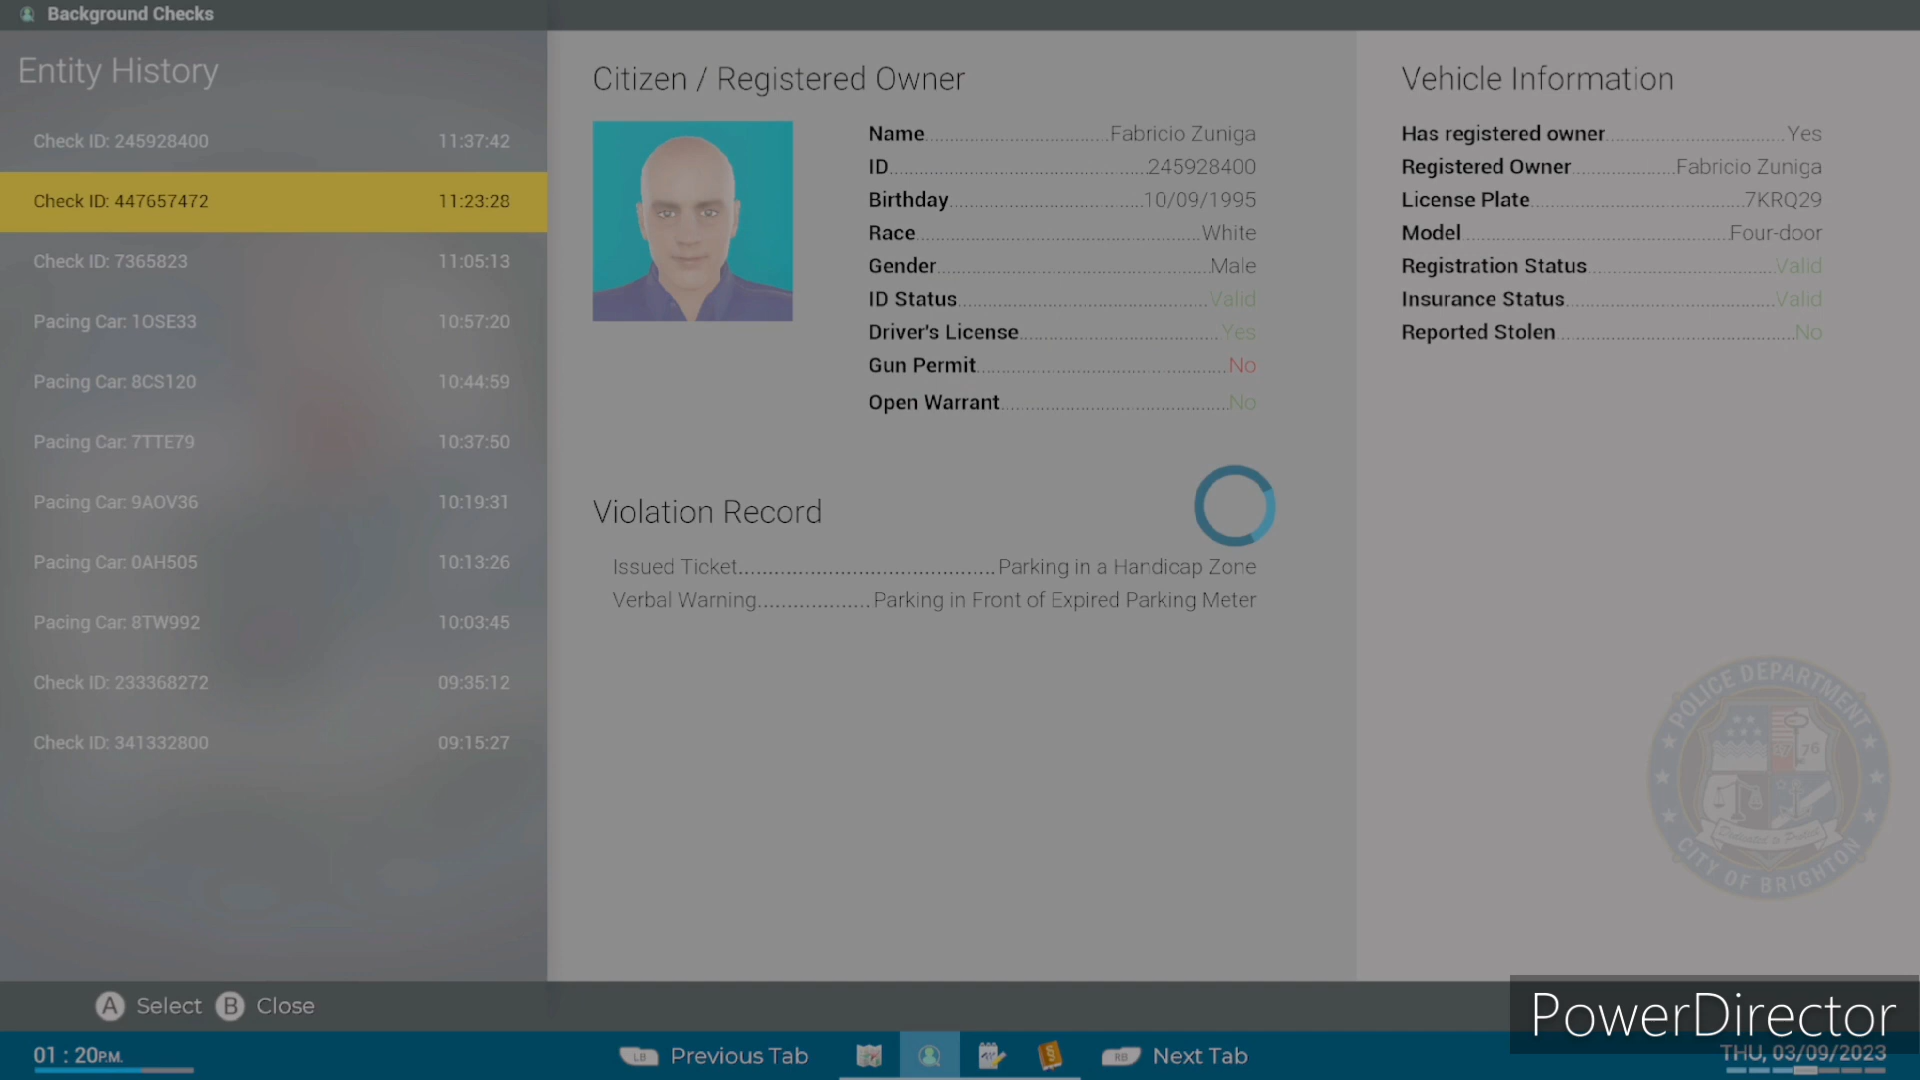 Background Checks
Entity History
Check ID: 245928400 11:37:42
Check ID: 447657472 11:23:28
Check ID: 7365823 11:05:13
Pacing Car: 1OSE33 10:57:20
Pacing Car: 8CS120 10:44:59
Pacing Car: 7TTE79 10:37:50
Pacing Car: 9AOV36 10:19:31
Pacing Car: 0AH505 10:13:26
Pacing Car: 8TW992 10:03:45
Check ID: 233368272 09:35:12
Check ID: 341332800 09:15:27
Citizen / Registered Owner
Name Fabricio Zuniga
ID 245928400
Birthday 10/09/1995
Race White
Gender Male
ID Status Valid
Driver's License Yes
Gun Permit No
Open Warrant No
Violation Record
Issued Ticket Parking in a Handicap Zone
Verbal Warning Parking in Front of Expired Parking Meter
Vehicle Information
Has registered owner Yes
Registered Owner Fabricio Zuniga
License Plate 7KRQ29
Model Four-door
Registration Status Valid
Insurance Status Valid
Reported Stolen No
POLICE DEPARTMENT
17 76
Dedicated to Protect
CITY OF BRIGHTON
A Select B Close
PowerDirector
01 : 20 P.M.
LB Previous Tab
RB Next Tab
THU, 03/09/2023